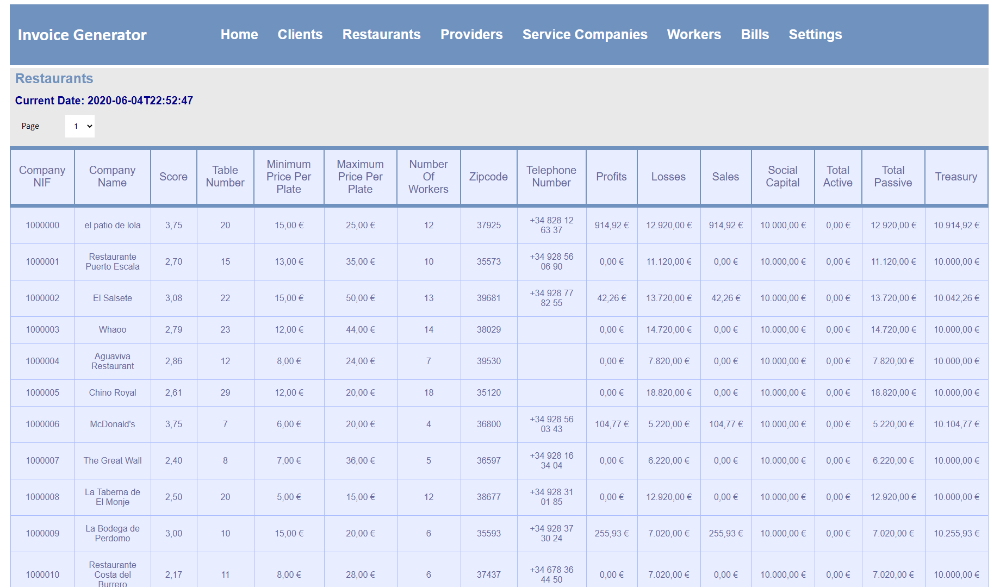 Invoice Generator Home Clients Restaurants Providers Service Companies Workers Bills Settings
Restaurants
Current Date: 2020-06-04T22:52:47
Page 1
Company NIF Company Name Score Table Number Minimum Price Per Plate Maximum Price Per Plate Number Of Workers Zipcode Telephone Number Profits Losses Sales Social Capital Total Active Total Passive Treasury
1000000 el patio de lola 3,75 20 15,00 € 25,00 € 12 37925 +34 828 12 63 37 914,92 € 12.920,00 € 914,92 € 10.000,00 € 0,00 € 12.920,00 € 10.914,92 €
1000001 Restaurante Puerto Escala 2,70 15 13,00 € 35,00 € 10 35573 +34 928 56 06 90 0,00 € 11.120,00 € 0,00 € 10.000,00 € 0,00 € 11.120,00 € 10.000,00 €
1000002 El Salsete 3,08 22 15,00 € 50,00 € 13 39681 +34 928 77 82 55 42,26 € 13.720,00 € 42,26 € 10.000,00 € 0,00 € 13.720,00 € 10.042,26 €
1000003 Whaoo 2,79 23 12,00 € 44,00 € 14 38029 0,00 € 14.720,00 € 0,00 € 10.000,00 € 0,00 € 14.720,00 € 10.000,00 €
1000004 Aguaviva Restaurant 2,86 12 8,00 € 24,00 € 7 39530 0,00 € 7.820,00 € 0,00 € 10.000,00 € 0,00 € 7.820,00 € 10.000,00 €
1000005 Chino Royal 2,61 29 12,00 € 20,00 € 18 35120 0,00 € 18.820,00 € 0,00 € 10.000,00 € 0,00 € 18.820,00 € 10.000,00 €
1000006 McDonald's 3,75 7 6,00 € 20,00 € 4 36800 +34 928 56 03 43 104,77 € 5.220,00 € 104,77 € 10.000,00 € 0,00 € 5.220,00 € 10.104,77 €
1000007 The Great Wall 2,40 8 7,00 € 36,00 € 5 36597 +34 928 16 34 04 0,00 € 6.220,00 € 0,00 € 10.000,00 € 0,00 € 6.220,00 € 10.000,00 €
1000008 La Taberna de El Monje 2,50 20 5,00 € 15,00 € 12 38677 +34 928 31 01 85 0,00 € 12.920,00 € 0,00 € 10.000,00 € 0,00 € 12.920,00 € 10.000,00 €
1000009 La Bodega de Perdomo 3,00 10 15,00 € 20,00 € 6 35593 +34 928 37 30 24 255,93 € 7.020,00 € 255,93 € 10.000,00 € 0,00 € 7.020,00 € 10.255,93 €
1000010 Restaurante Costa del Burrero 2,17 11 8,00 € 28,00 € 6 37437 +34 678 36 44 50 0,00 € 7.020,00 € 0,00 € 10.000,00 € 0,00 € 7.020,00 € 10.000,00 €